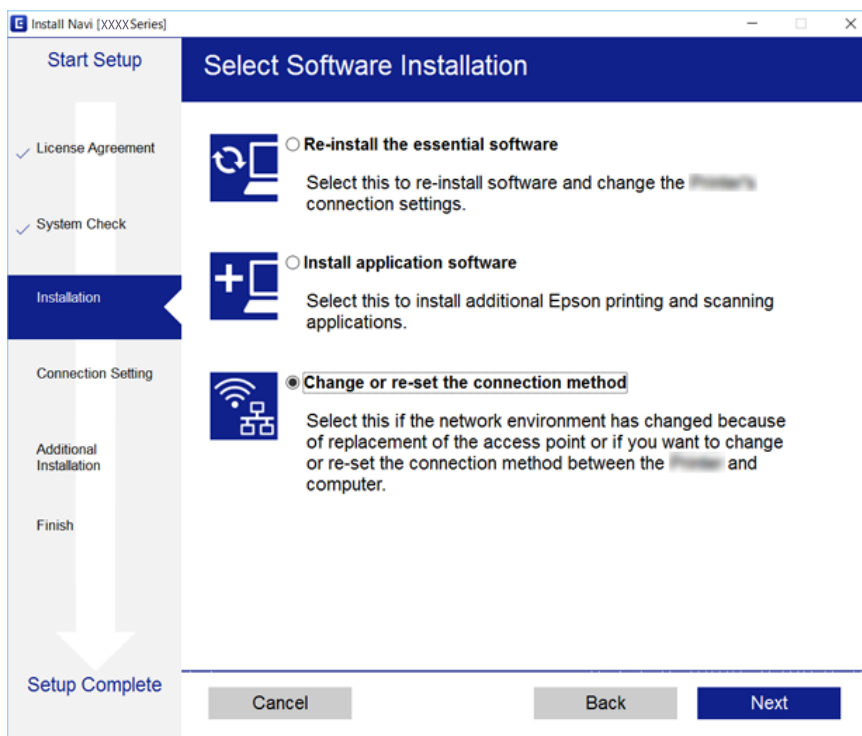 Install Navi [XXXXSeries]
Start Setup
License Agreement
System Check
Installation
Connection Setting
Additional
Installation
Finish
Setup Complete
Select Software Installation
Re-install the essential software
Select this to re-install software and change the
connection settings.
Install application software
Select this to install additional Epson printing and scanning
applications.
Change or re-set the connection method
Select this if the network environment has changed because
of replacement of the access point or if you want to change
or re-set the connection method between the and
computer.
Cancel
Back
Next